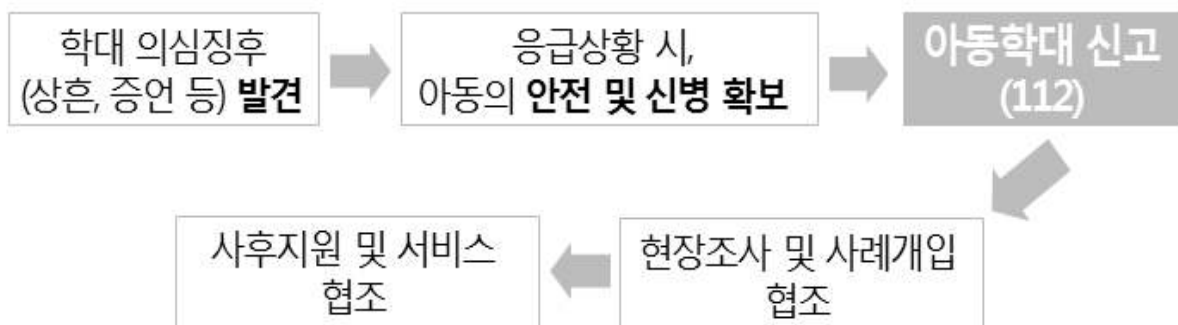 학대 의심징후
(상흔, 증언 등) 발견
응급상황 시,
아동의 안전 및 신병 확보
아동학대 신고
(112)
현장조사 및 사례개입
협조
사후지원 및 서비스
협조